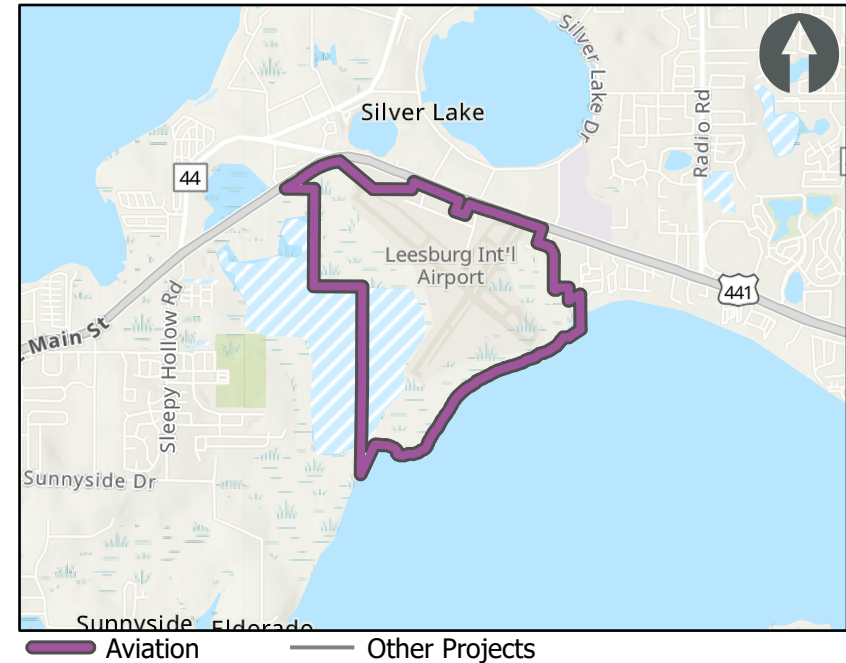 Silver Lake Dr
Radio Rd
Silver Lake
44
Leesburg Int'l
Airport
441
Main St
Sleepy Hollow Rd
Sunnyside Dr
Sunnyside
Eldorado
Aviation
Other Projects